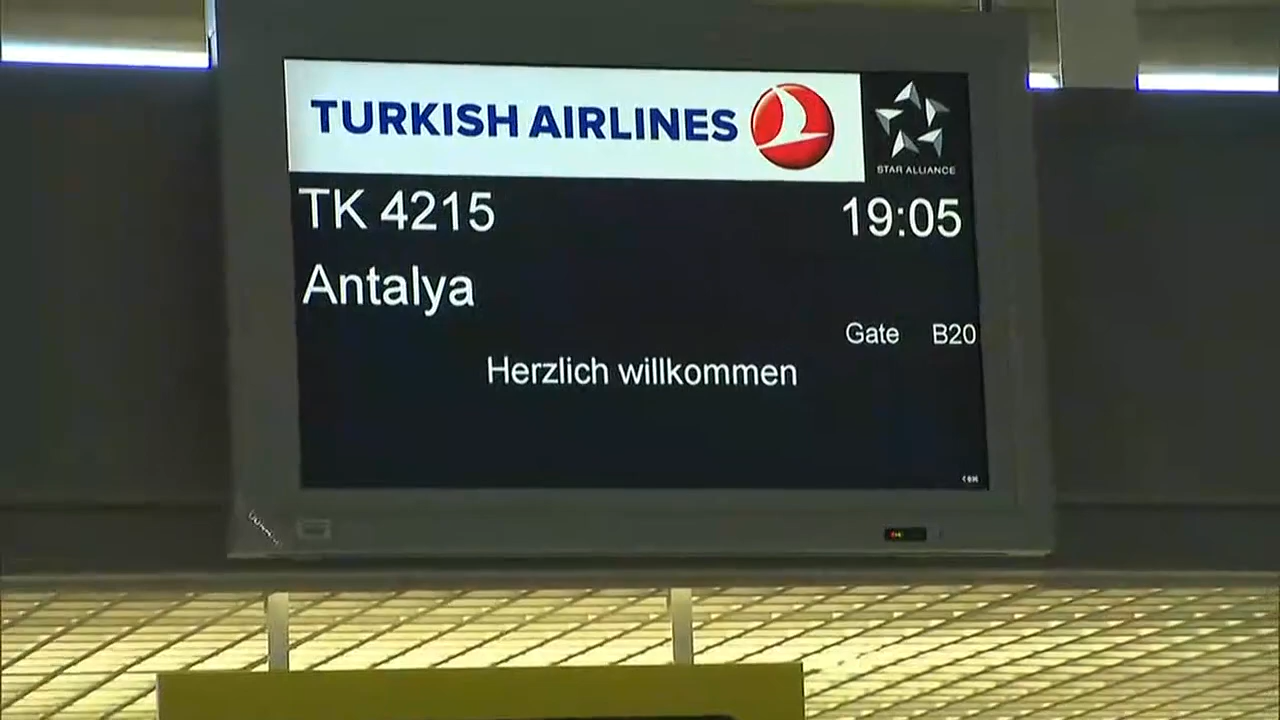 TURKISH AIRLINES
STAR ALLIANCE
TK 4215 19:05
Antalya
Gate B20
Herzlich willkommen